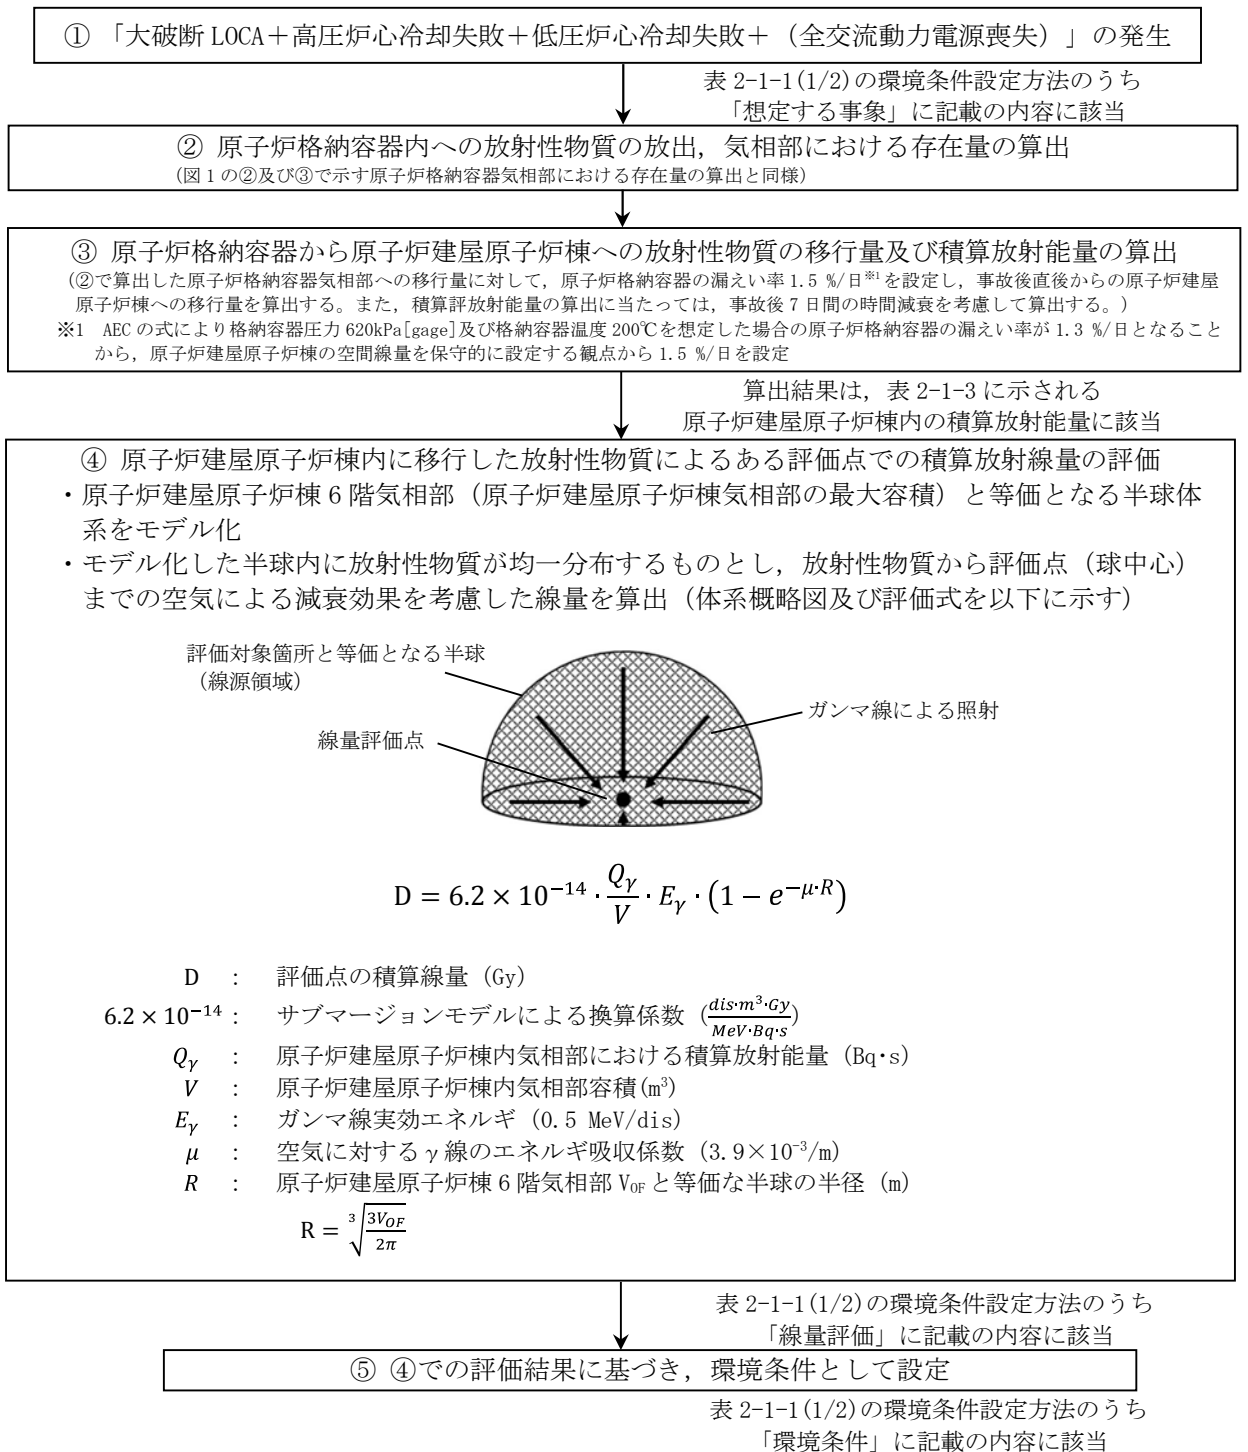 ① 「大破断 LOCA＋高圧炉心冷却失敗＋低圧炉心冷却失敗＋（全交流動力電源喪失）」の発生
表 2-1-1(1/2)の環境条件設定方法のうち
「想定する事象」に記載の内容に該当
② 原子炉格納容器内への放射性物質の放出，気相部における存在量の算出
(図 1 の②及び③で示す原子炉格納容器気相部における存在量の算出と同様)
③ 原子炉格納容器から原子炉建屋原子炉棟への放射性物質の移行量及び積算放射能量の算出
(②で算出した原子炉格納容器気相部への移行量に対して，原子炉格納容器の漏えい率 1.5 %/日※1 を設定し，事故後直後からの原子炉建屋
原子炉棟への移行量を算出する。また，積算評放射能量の算出に当たっては，事故後 7 日間の時間減衰を考慮して算出する。)
※1 AEC の式により格納容器圧力 620kPa[gage]及び格納容器温度 200℃を想定した場合の原子炉格納容器の漏えい率が 1.3 %/日となること
から，原子炉建屋原子炉棟の空間線量を保守的に設定する観点から 1.5 %/日を設定
算出結果は，表 2-1-3 に示される
原子炉建屋原子炉棟内の積算放射能量に該当
④ 原子炉建屋原子炉棟内に移行した放射性物質によるある評価点での積算放射線量の評価
・原子炉建屋原子炉棟 6 階気相部（原子炉建屋原子炉棟気相部の最大容積）と等価となる半球体
系をモデル化
・モデル化した半球内に放射性物質が均一分布するものとし，放射性物質から評価点（球中心）
までの空気による減衰効果を考慮した線量を算出（体系概略図及び評価式を以下に示す）
評価対象箇所と等価となる半球
（線源領域）
ガンマ線による照射
線量評価点
D = 6.2 × 10^{-14} · \frac{Q_γ}{V} · E_γ · (1 − e^{−μ·R})
D : 評価点の積算線量 (Gy)
6.2 × 10^{-14} : サブマージョンモデルによる換算係数 (\frac{dis·m^3·Gy}{MeV·Bq·s})
Q_γ : 原子炉建屋原子炉棟内気相部における積算放射能量 (Bq・s)
V : 原子炉建屋原子炉棟内気相部容積(m³)
E_γ : ガンマ線実効エネルギ (0.5 MeV/dis)
μ : 空気に対するγ線のエネルギ吸収係数 (3.9×10⁻³/m)
R : 原子炉建屋原子炉棟 6 階気相部 V_{OF} と等価な半球の半径 (m)
R = \sqrt[3]{\frac{3V_{OF}}{2π}}
表 2-1-1(1/2)の環境条件設定方法のうち
「線量評価」に記載の内容に該当
⑤ ④での評価結果に基づき，環境条件として設定
表 2-1-1(1/2)の環境条件設定方法のうち
「環境条件」に記載の内容に該当